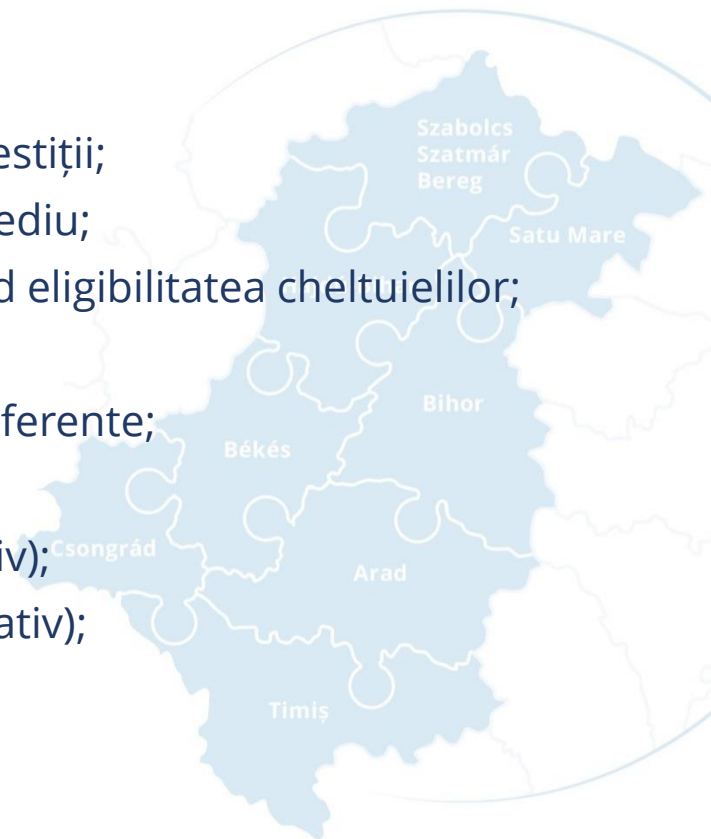 estiții;
ediu;
d eligibilitatea cheltuielilor;
ferente;
iv);
ativ);
Szabolcs
Szatmár
Bereg
Satu Mare
Bihor
Békés
Csongrád
Arad
Timiș